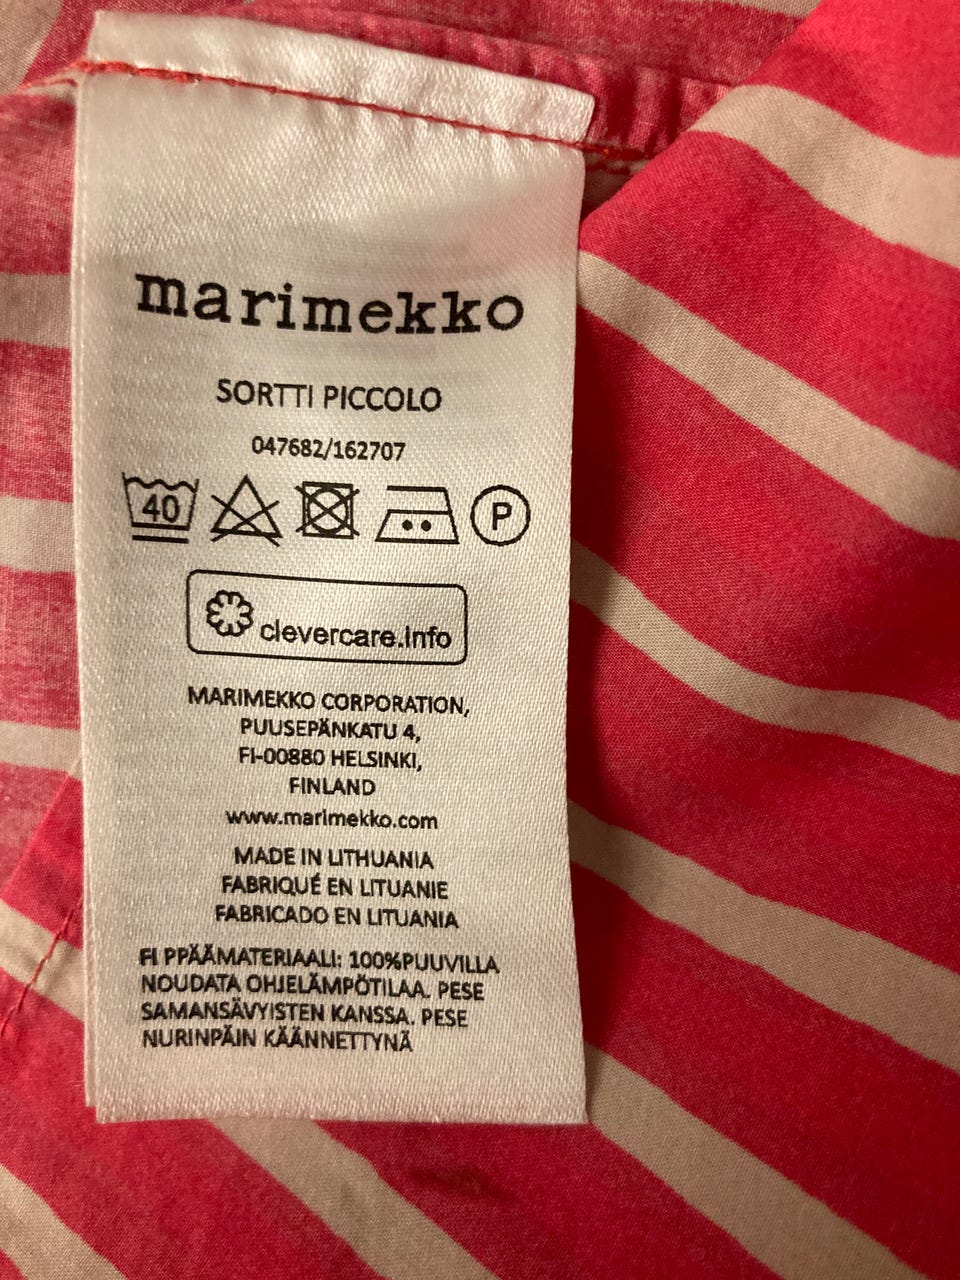 marimekko
SORTTI PICCOLO
047682/162707
40 P
clevercare.info
MARIMEKKO CORPORATION,
PUUSEPÄNKATU 4,
FI-00880 HELSINKI,
FINLAND
www.marimekko.com
MADE IN LITHUANIA
FABRIQUÉ EN LITUANIE
FABRICADO EN LITUANIA
FI PPÄÄMATERIAALI: 100%PUUVILLA
NOUDATA OHJELÄMPÖTILAA. PESE
SAMANSÄVYISTEN KANSSA. PESE
NURINPÄIN KÄÄNNETTYNÄ